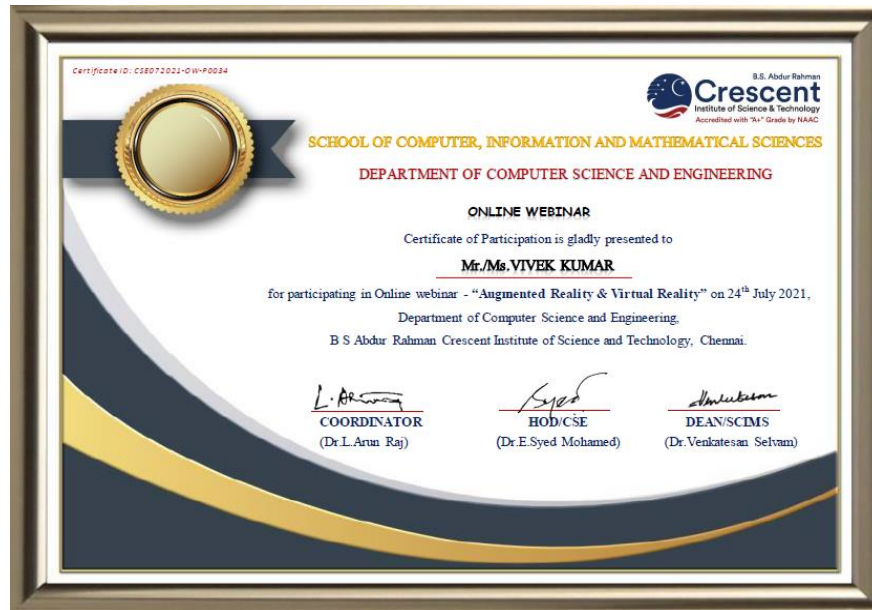 Certificate ID: CSE072021-OW-P0034
B.S. Abdur Rahman
Crescent
Institute of Science & Technology
Accredited with "A+" Grade by NAAC
SCHOOL OF COMPUTER, INFORMATION AND MATHEMATICAL SCIENCES
DEPARTMENT OF COMPUTER SCIENCE AND ENGINEERING
ONLINE WEBINAR
Certificate of Participation is gladly presented to
Mr./Ms. VIVEK KUMAR
for participating in Online webinar - “Augmented Reality & Virtual Reality” on 24th July 2021,
Department of Computer Science and Engineering,
B S Abdur Rahman Crescent Institute of Science and Technology, Chennai.
COORDINATOR
HOD/CSE
DEAN/SCIMS
(Dr.L.Arun Raj)
(Dr.E.Syed Mohamed)
(Dr.Venkatesan Selvam)